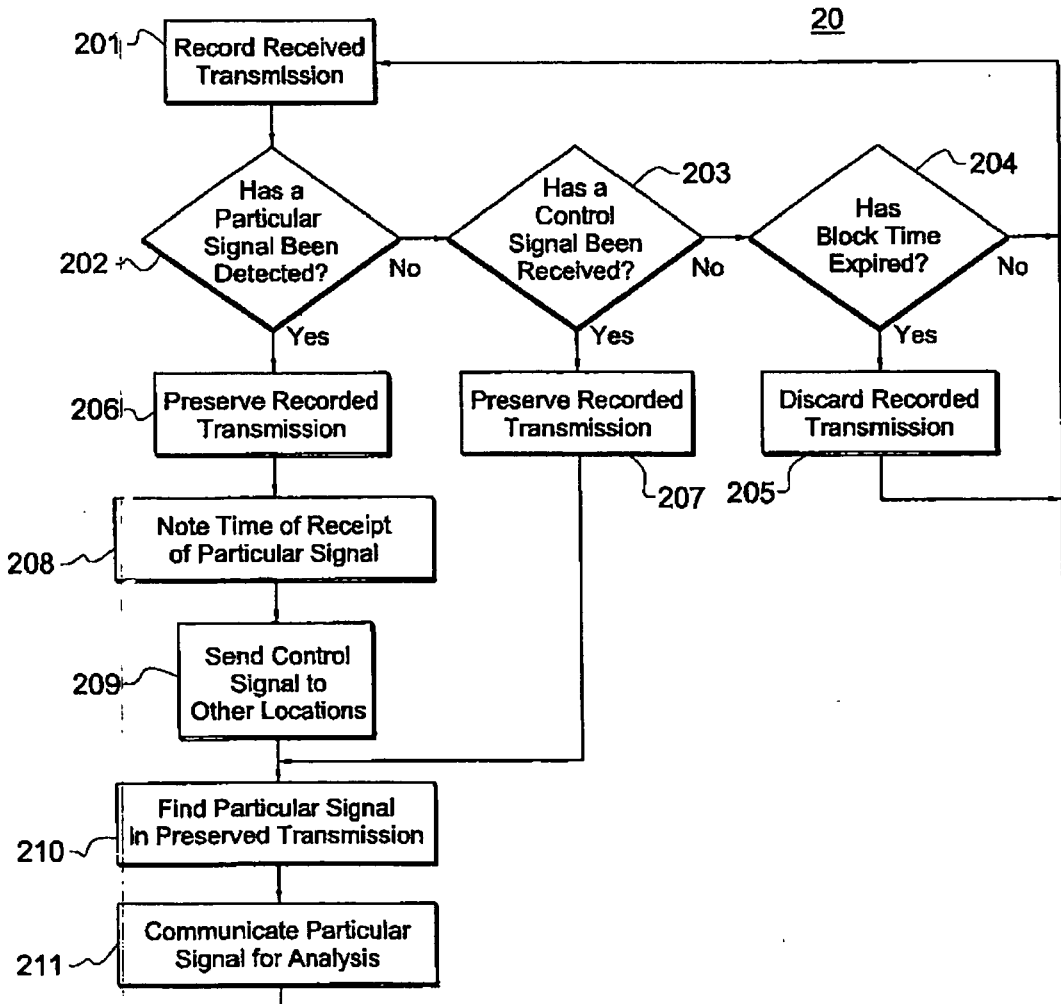 20
201
Record Received
Transmission
Has a
Particular
Signal Been
Detected?
202
No
Yes
Has a
Control
Signal Been
Received?
203
No
Yes
Has
Block Time
Expired?
204
No
Yes
206
Preserve Recorded
Transmission
Preserve Recorded
Transmission
207
Discard Recorded
Transmission
205
208
Note Time of Receipt
of Particular Signal
209
Send Control
Signal to
Other Locations
210
Find Particular Signal
In Preserved Transmission
211
Communicate Particular
Signal for Analysis